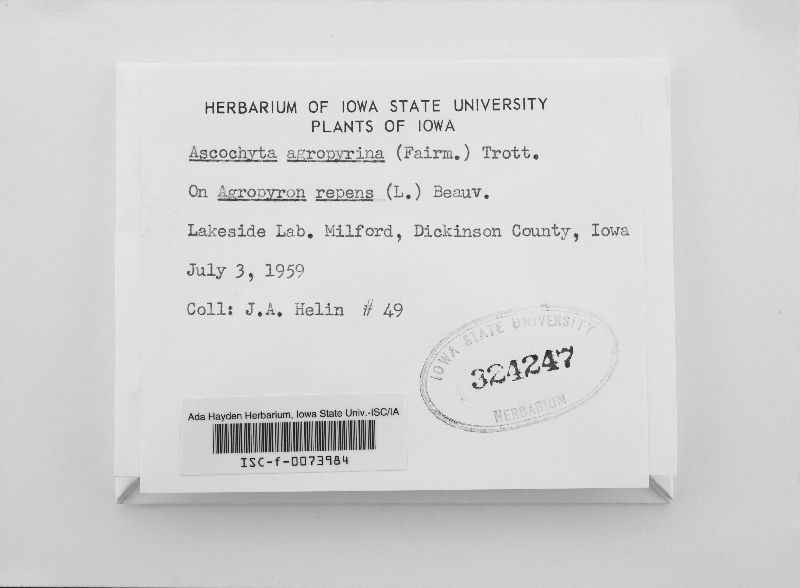 HERBARIUM OF IOWA STATE UNIVERSITY
PLANTS OF IOWA
Ascochyta agropyrina (Fairm.) Trott.
On Agropyron repens (L.) Beauv.
Lakeside Lab. Milford, Dickinson County, Iowa
July 3, 1959
Coll: J.A. Helin # 49
IOWA STATE UNIVERSITY
324247
HERBARIUM
Ada Hayden Herbarium, Iowa State Univ.-ISC/IA
ISC-f-0073984